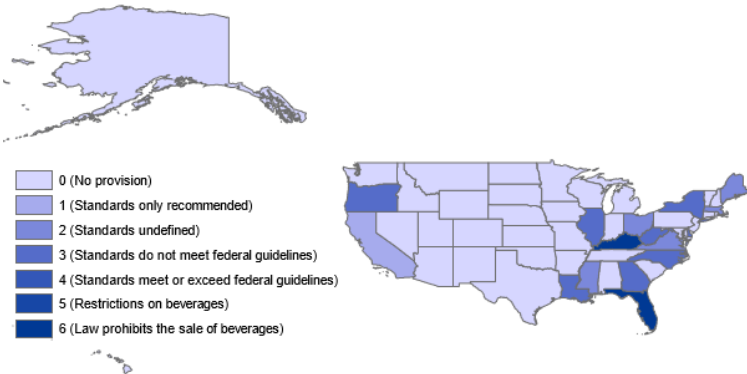 0 (No provision)
1 (Standards only recommended)
2 (Standards undefined)
3 (Standards do not meet federal guidelines)
4 (Standards meet or exceed federal guidelines)
5 (Restrictions on beverages)
6 (Law prohibits the sale of beverages)